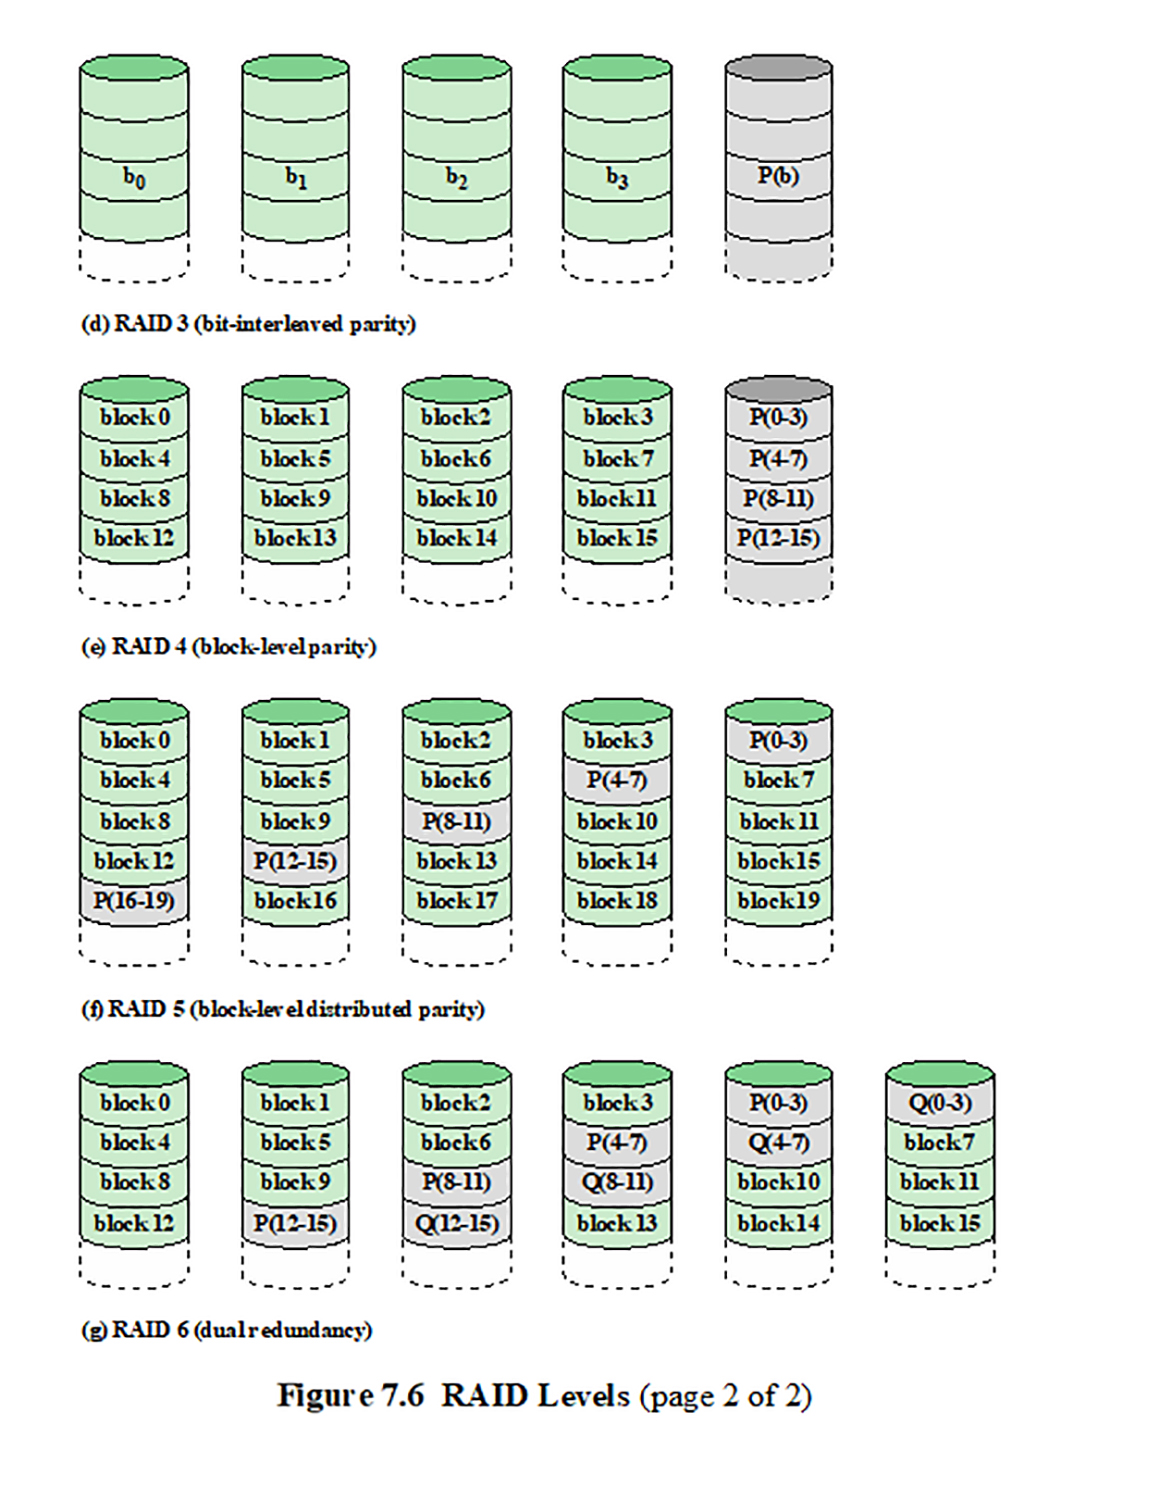 b0 b1 b2 b3 P(b)
(d) RAID 3 (bit-interleaved parity)
block 0 block 1 block 2 block 3 P(0-3)
block 4 block 5 block 6 block 7 P(4-7)
block 8 block 9 block 10 block 11 P(8-11)
block 12 block 13 block 14 block 15 P(12-15)
(e) RAID 4 (block-level parity)
block 0 block 1 block 2 block 3 P(0-3)
block 4 block 5 block 6 P(4-7) block 7
block 8 block 9 P(8-11) block 10 block 11
block 12 P(12-15) block 13 block 14 block 15
P(16-19) block 16 block 17 block 18 block 19
(f) RAID 5 (block-level distributed parity)
block 0 block 1 block 2 block 3 P(0-3) Q(0-3)
block 4 block 5 block 6 P(4-7) Q(4-7) block 7
block 8 block 9 P(8-11) Q(8-11) block 10 block 11
block 12 P(12-15) Q(12-15) block 13 block 14 block 15
(g) RAID 6 (dual redundancy)
Figure 7.6 RAID Levels (page 2 of 2)